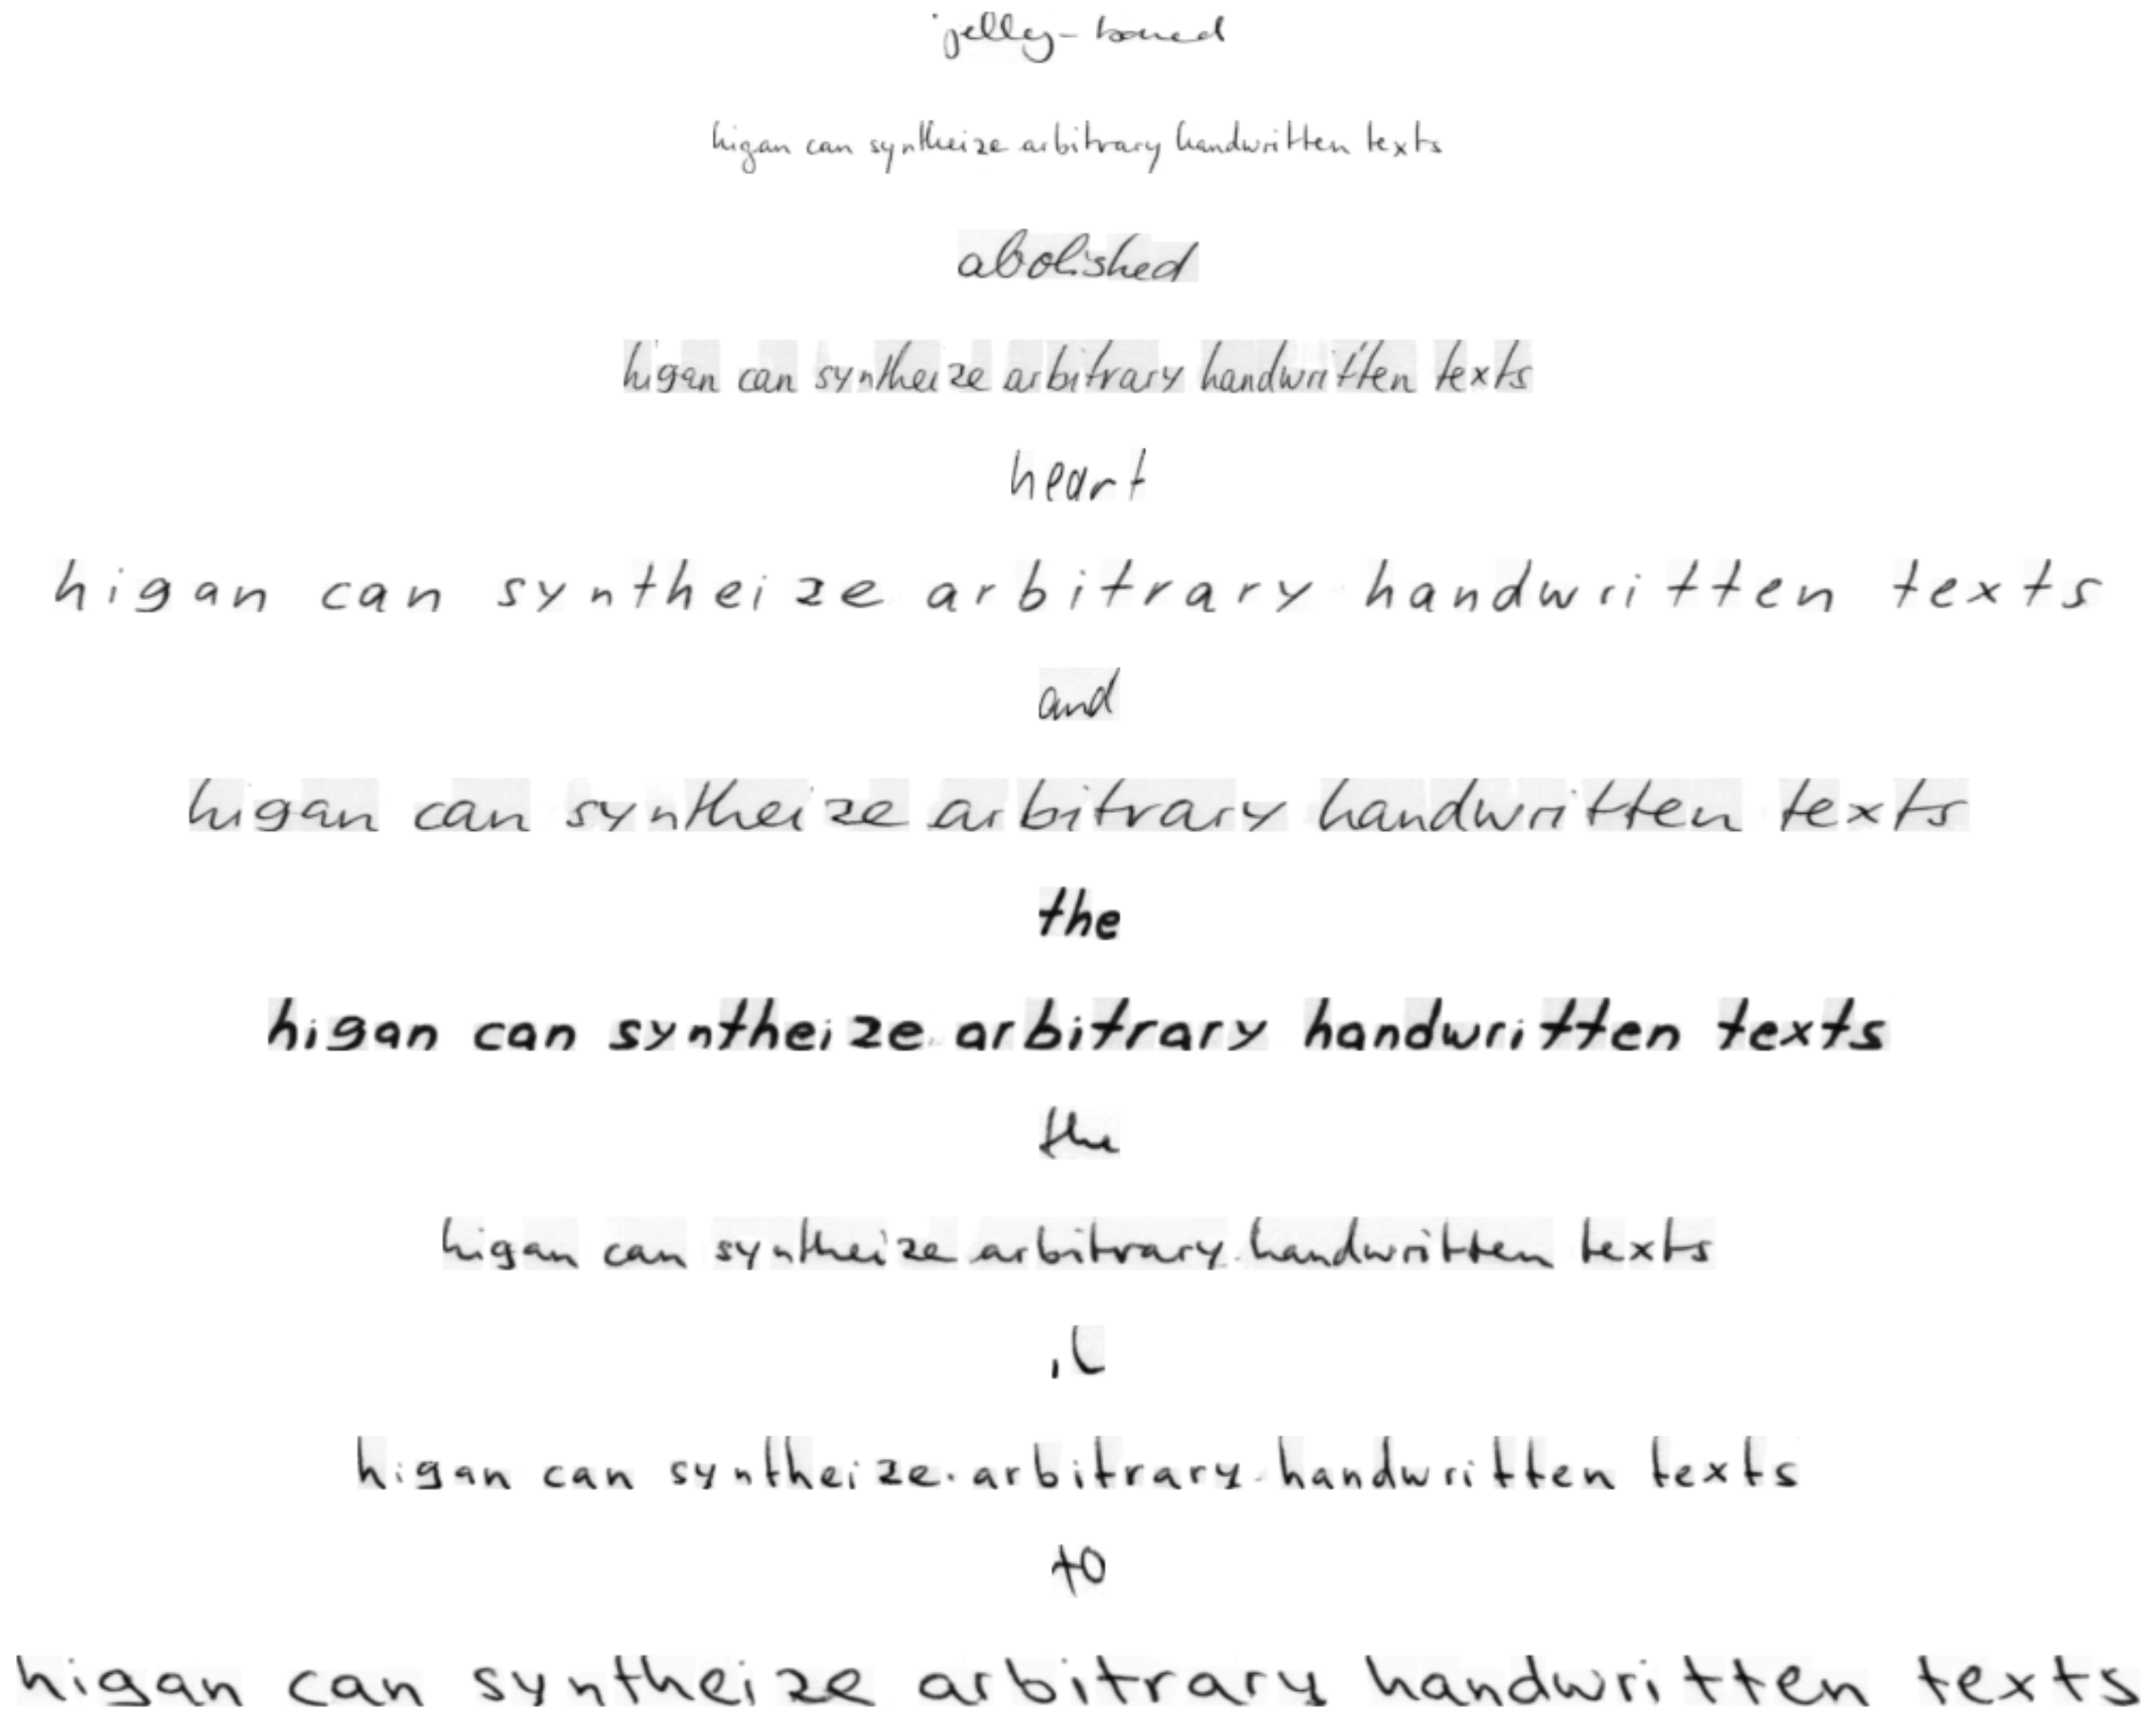 jelly-boned
higan can syntheize arbitrary handwritten texts
abolished
higan can syntheize arbitrary handwritten texts
heart
higan can syntheize arbitrary handwritten texts
and
higan can syntheize arbitrary handwritten texts
the
higan can syntheize arbitrary handwritten texts
the
higan can syntheize arbitrary handwritten texts
higan can syntheize arbitrary handwritten texts
to
higan can syntheize arbitrary handwritten texts